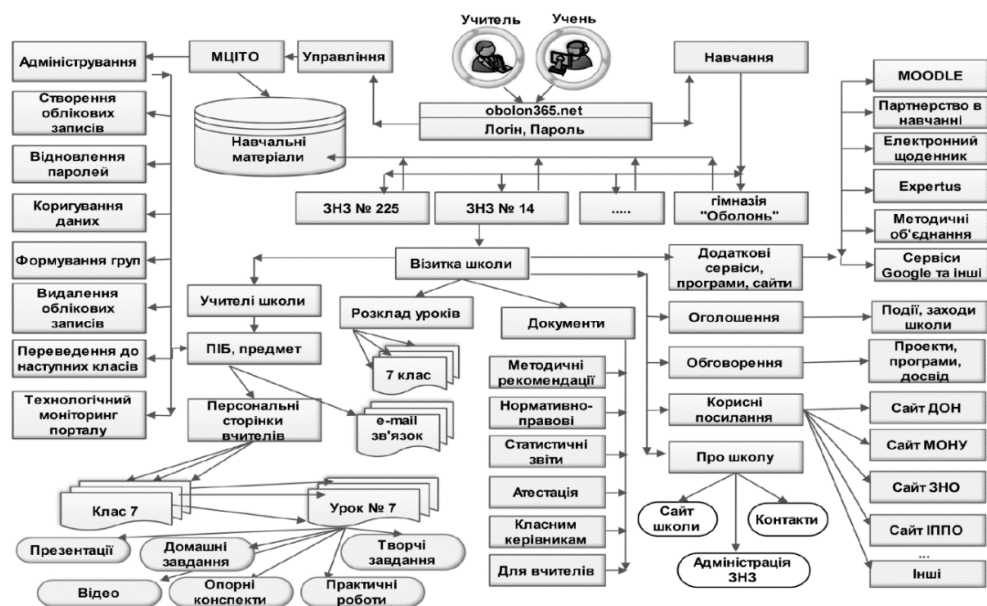 Учитель
Учень
Адміністрування
МЦІТО
Управління
Навчання
obolon365.net
Логін, Пароль
Навчальні
матеріали
Створення
облікових
записів
Відновлення
паролей
Коригування
даних
Формування груп
Видалення
облікових
записів
Переведення до
наступних класів
Технологічний
моніторинг
порталу
MOODLE
Партнерство в
навчанні
Електронний
щоденник
Expertus
Методичні
об'єднання
Сервіси
Google та інші
ЗНЗ № 225
ЗНЗ № 14
.....
гімназія
"Оболонь"
Візитка школи
Додаткові
сервіси,
програми, сайти
Учителі школи
ПІБ, предмет
Персональні
сторінки
вчителів
e-mail
зв'язок
Розклад уроків
7 клас
Документи
Методичні
рекомендації
Нормативно-
правові
Статистичні
звіти
Атестація
Класним
керівникам
Для вчителів
Оголошення
Події, заходи
школи
Обговорення
Проекти,
програми,
досвід
Корисні
посилання
Сайт ДОН
Сайт МОНУ
Сайт ЗНО
Сайт ІППО
...
Інші
Про школу
Сайт
школи
Контакти
Адміністрація
ЗНЗ
Клас 7
Урок № 7
Презентації
Домашні
завдання
Творчі
завдання
Відео
Опорні
конспекти
Практичні
роботи